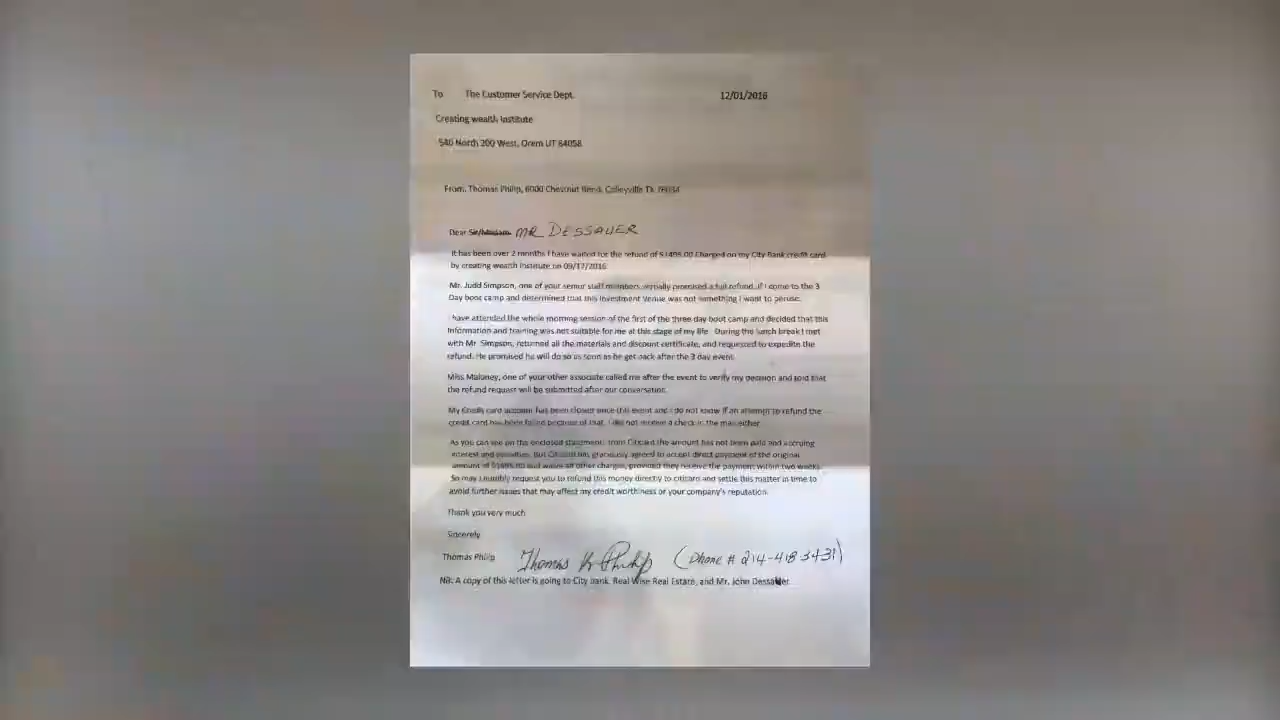 To The Customer Service Dept. 12/01/2016
Creating wealth Institute
540 North 200 West, Orem UT
From, Thomas Philip, 6000 Chestnut Bend, Colleyville TX
Dear Sir/Madam MR DESSAUER
It has been over 2 months I have waited for the refund of Charged on my City Bank credit card
by creating wealth Institute on 09/17/2016
Mr. Judd Simpson, one of your senior staff members, verbally promised a full refund, if I come to the 3
Day boot camp and determined that this Investment Venue was not something I want to peruse.
I have attended the whole morning session of the first of the three day boot camp and decided that this
Information and training was not suitable for me at this stage of my life. During the lunch break I met
with Mr. Simpson, returned all the materials and discount certificate, and requested to expedite the
refund. He promised he will do so as soon as he get back after the 3 day event.
Miss Maloney, one of your other associate called me after the event to verify my decision and told that
the refund request will be submitted after our conversation.
My Credit card account has been closed since this event and I do not know if an attempt to refund the
credit card has been failed because of that. I did not receive a check in the mail either
As you can see on the enclosed statements from Citicard the amount has not been paid and accruing
interest and penalties. But Citicard has graciously agreed to accept direct payment of the original
amount of and waive all other charges, provided they receive the payment within two weeks.
So may I humbly request you to refund this money directly to citicard and settle this matter in time to
avoid further issues that may affect my credit worthiness or your company's reputation.
Thank you very much
Sincerely
Thomas Philip Thomas K Philip (Phone # 214-418 3431)
NB: A copy of this letter is going to City bank. Real Wise Real Estate, and Mr. John Dessauer